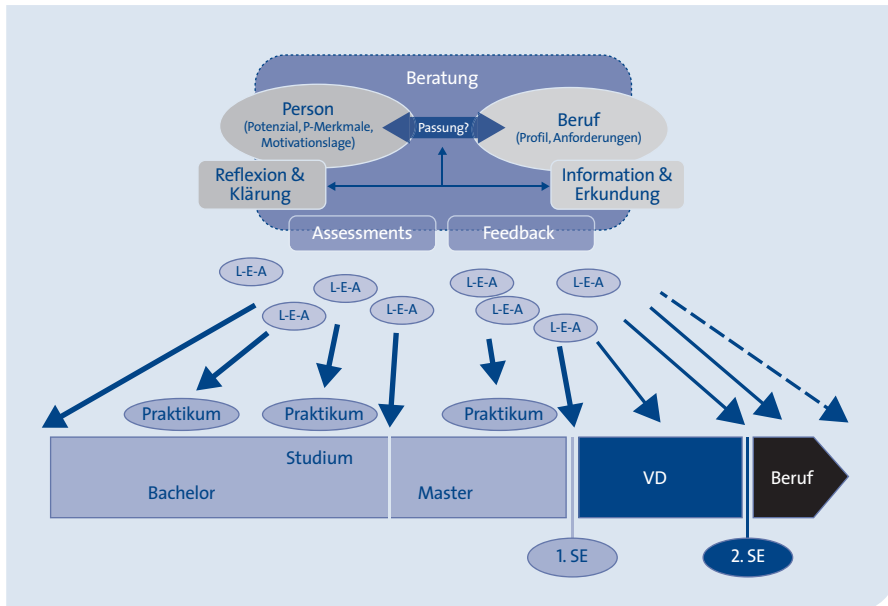 Beratung
Person
(Potenzial, P-Merkmale,
Motivationslage)
Passung?
Beruf
(Profil, Anforderungen)
Reflexion &
Klärung
Information &
Erkundung
Assessments
Feedback
L-E-A
L-E-A
L-E-A
L-E-A
L-E-A
L-E-A
L-E-A
L-E-A
Praktikum
Praktikum
Praktikum
Studium
Bachelor
Master
VD
Beruf
1. SE
2. SE